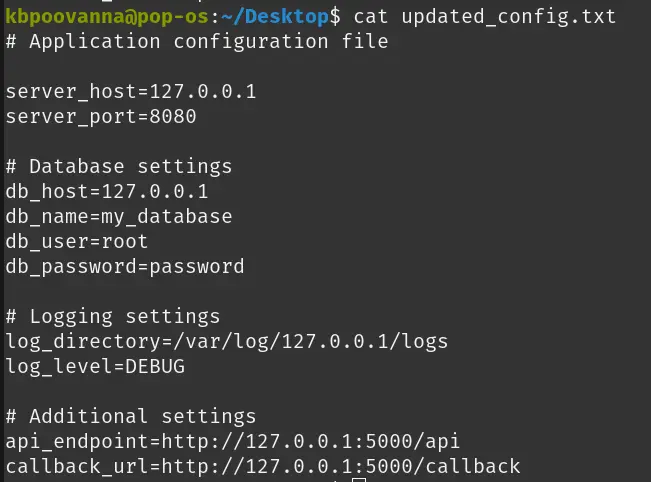 kbpoovanna@pop-os:~/Desktop$ cat updated_config.txt
# Application configuration file

server_host=127.0.0.1
server_port=8080

# Database settings
db_host=127.0.0.1
db_name=my_database
db_user=root
db_password=password

# Logging settings
log_directory=/var/log/127.0.0.1/logs
log_level=DEBUG

# Additional settings
api_endpoint=http://127.0.0.1:5000/api
callback_url=http://127.0.0.1:5000/callback